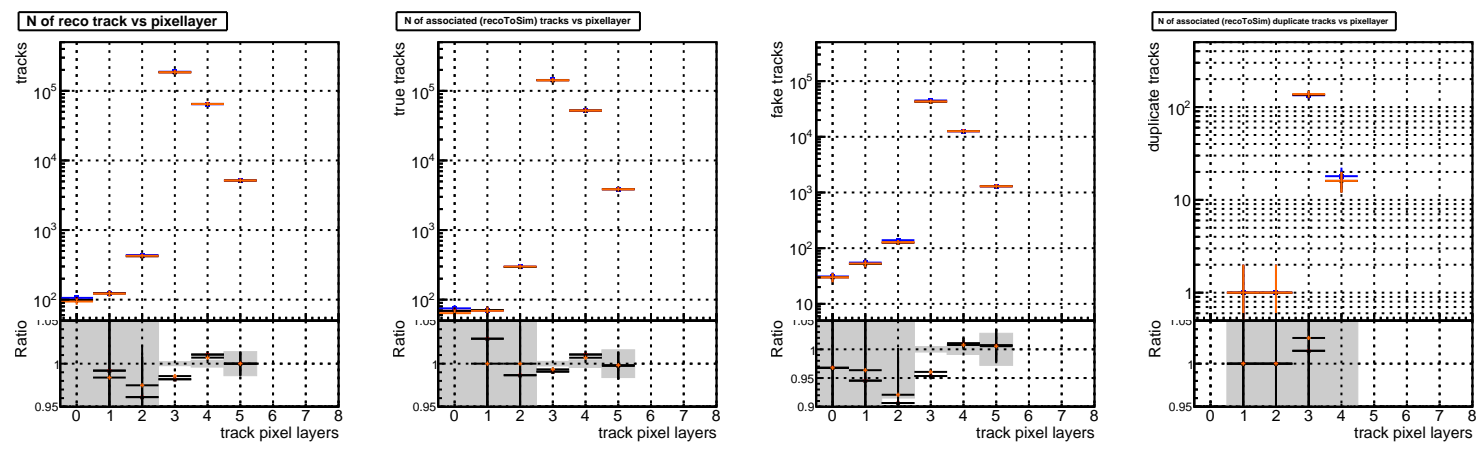 N of reco track vs pixellayer
tracks
10^5
10^4
10^3
10^2
1.05
Ratio
1
0.95
0 1 2 3 4 5 6 7 8
track pixel layers
N of associated (recoToSim) tracks vs pixellayer
true tracks
10^5
10^4
10^3
10^2
1.05
Ratio
1
0.95
0 1 2 3 4 5 6 7 8
track pixel layers
fake tracks
10^5
10^4
10^3
10^2
10
Ratio
1
0.95
0.9
0 1 2 3 4 5 6 7 8
track pixel layers
N of associated (recoToSim) duplicate tracks vs pixellayer
duplicate tracks
10^2
10
1
1.05
Ratio
1
0.95
0 1 2 3 4 5 6 7 8
track pixel layers